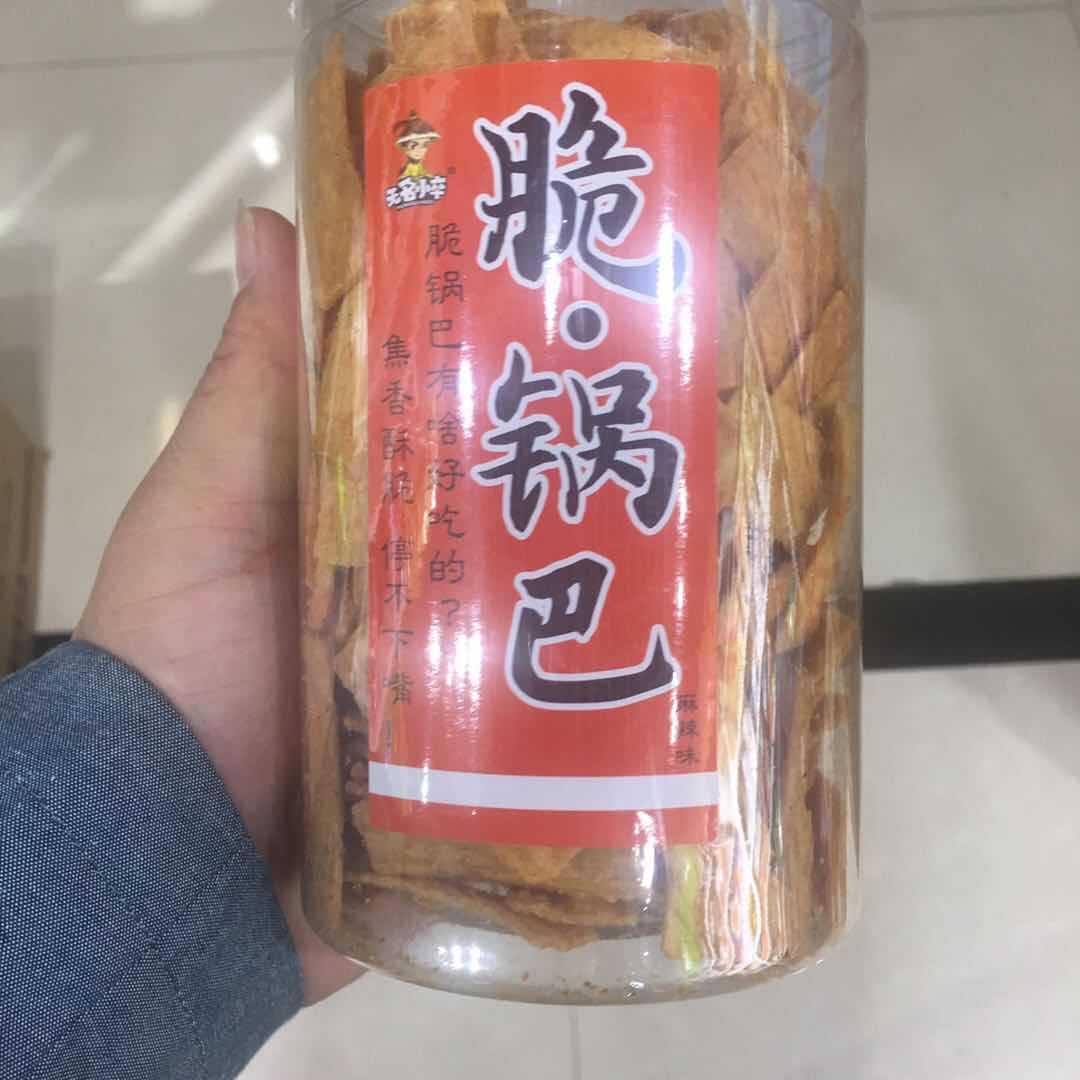 无名小卒
脆·锅巴
脆锅巴有啥好吃的？
焦香酥脆 停不下嘴！
麻辣味